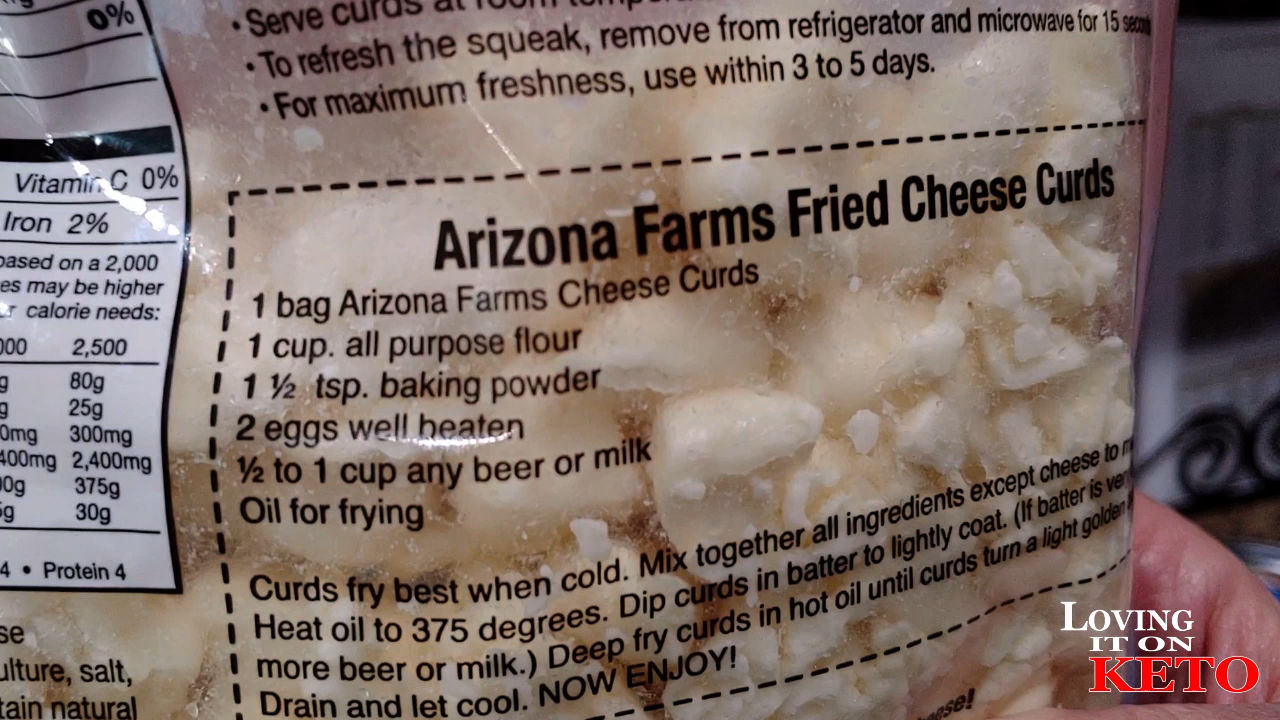 0%
Vitamin C 0%
Iron 2%
based on a 2,000
may be higher
calorie needs:
2,500
80g
25g
300mg
2,400mg
375g
30g
4 • Protein 4
salt,
natural
• Serve curds at room
• To refresh the squeak, remove from refrigerator and microwave for 15
• For maximum freshness, use within 3 to 5 days.
Arizona Farms Fried Cheese Curds
1 bag Arizona Farms Cheese Curds
1 cup. all purpose flour
1 ½ tsp. baking powder
2 eggs well beaten
½ to 1 cup any beer or milk
Oil for frying
Curds fry best when cold. Mix together all ingredients except cheese to
Heat oil to 375 degrees. Dip curds in batter to lightly coat. (If batter is
more beer or milk.) Deep fry curds in hot oil until curds turn a light golden
Drain and let cool. NOW ENJOY!
LOVING
IT ON
KETO